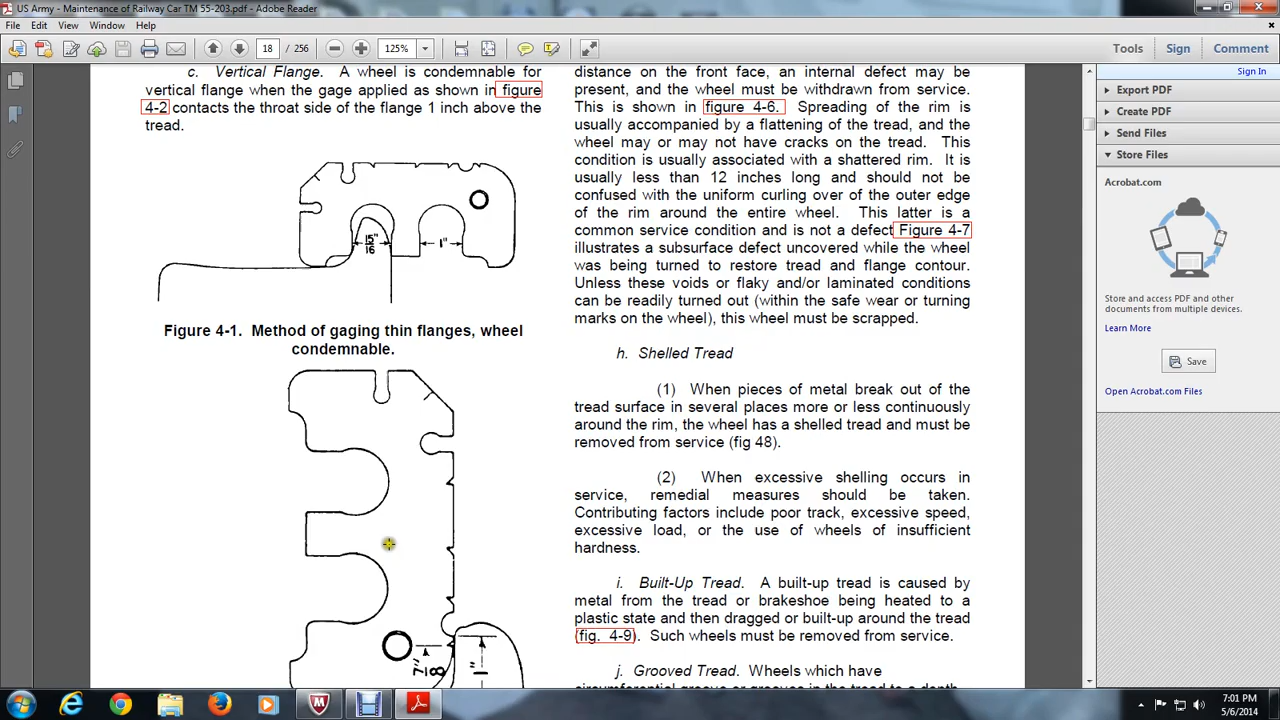 US Army - Maintenance of Railway Car TM 55-203.pdf - Adobe Reader
File Edit View Window Help
18 / 256 125% Tools Sign Comment
c. Vertical Flange. A wheel is condemnable for
vertical flange when the gage applied as shown in figure
4-2 contacts the throat side of the flange 1 inch above the
tread.
15"
16
1"
Figure 4-1. Method of gaging thin flanges, wheel
condemnable.
7"
8
1"
distance on the front face, an internal defect may be
present, and the wheel must be withdrawn from service.
This is shown in figure 4-6. Spreading of the rim is
usually accompanied by a flattening of the tread, and the
wheel may or may not have cracks on the tread. This
condition is usually associated with a shattered rim. It is
usually less than 12 inches long and should not be
confused with the uniform curling over of the outer edge
of the rim around the entire wheel. This latter is a
common service condition and is not a defect Figure 4-7
illustrates a subsurface defect uncovered while the wheel
was being turned to restore tread and flange contour.
Unless these voids or flaky and/or laminated conditions
can be readily turned out (within the safe wear or turning
marks on the wheel), this wheel must be scrapped.
h. Shelled Tread
(1) When pieces of metal break out of the
tread surface in several places more or less continuously
around the rim, the wheel has a shelled tread and must be
removed from service (fig 48).
(2) When excessive shelling occurs in
service, remedial measures should be taken.
Contributing factors include poor track, excessive speed,
excessive load, or the use of wheels of insufficient
hardness.
i. Built-Up Tread. A built-up tread is caused by
metal from the tread or brakeshoe being heated to a
plastic state and then dragged or built-up around the tread
(fig. 4-9). Such wheels must be removed from service.
j. Grooved Tread. Wheels which have
Sign In
Export PDF
Create PDF
Send Files
Store Files
Acrobat.com
Store and access PDF and other
documents from multiple devices.
Learn More
Save
Open Acrobat.com Files
7:01 PM
5/6/2014